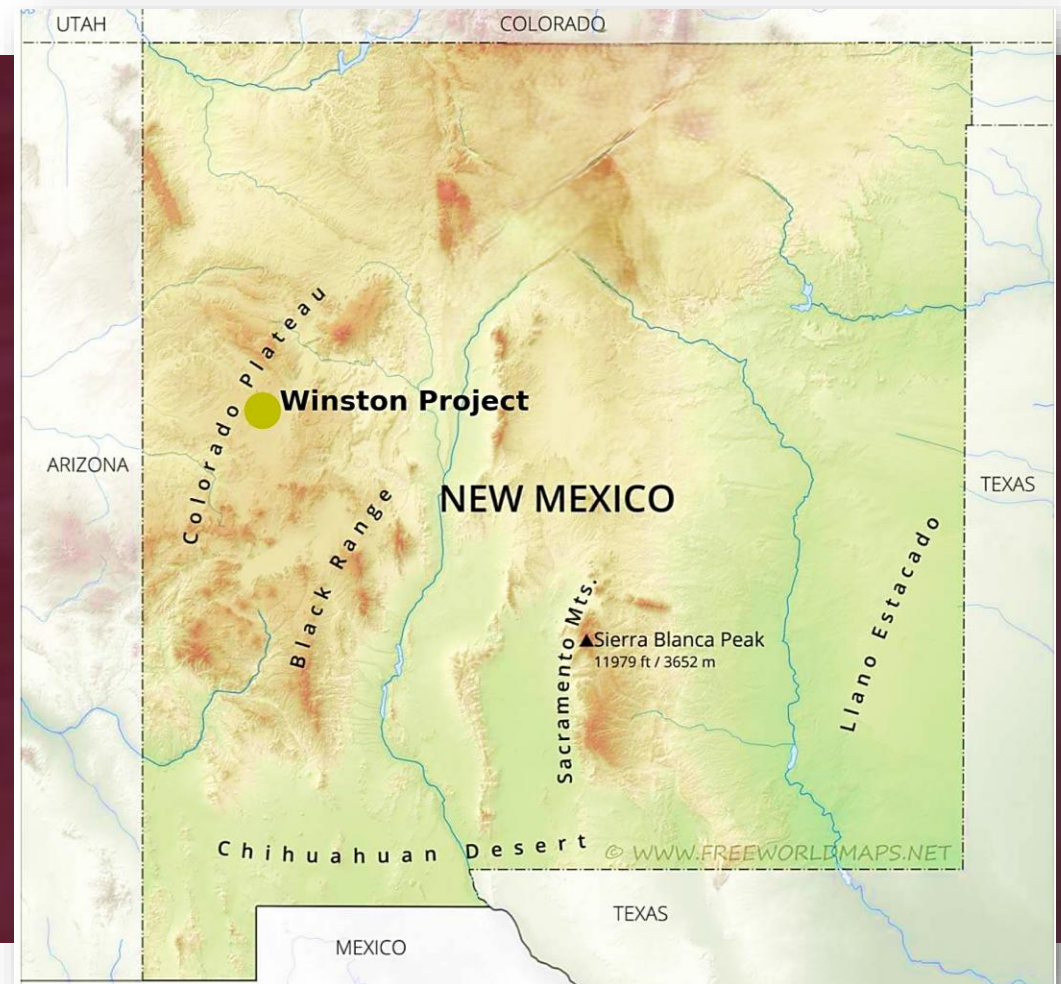 UTAH
COLORADO
Colorado Plateau
Winston Project
ARIZONA
NEW MEXICO
TEXAS
Black Range
Sacramento Mts.
Sierra Blanca Peak
11979 ft / 3652 m
Llano Estacado
Chihuahuan Desert
© WWW.FREEWORLDMAPS.NET
TEXAS
MEXICO